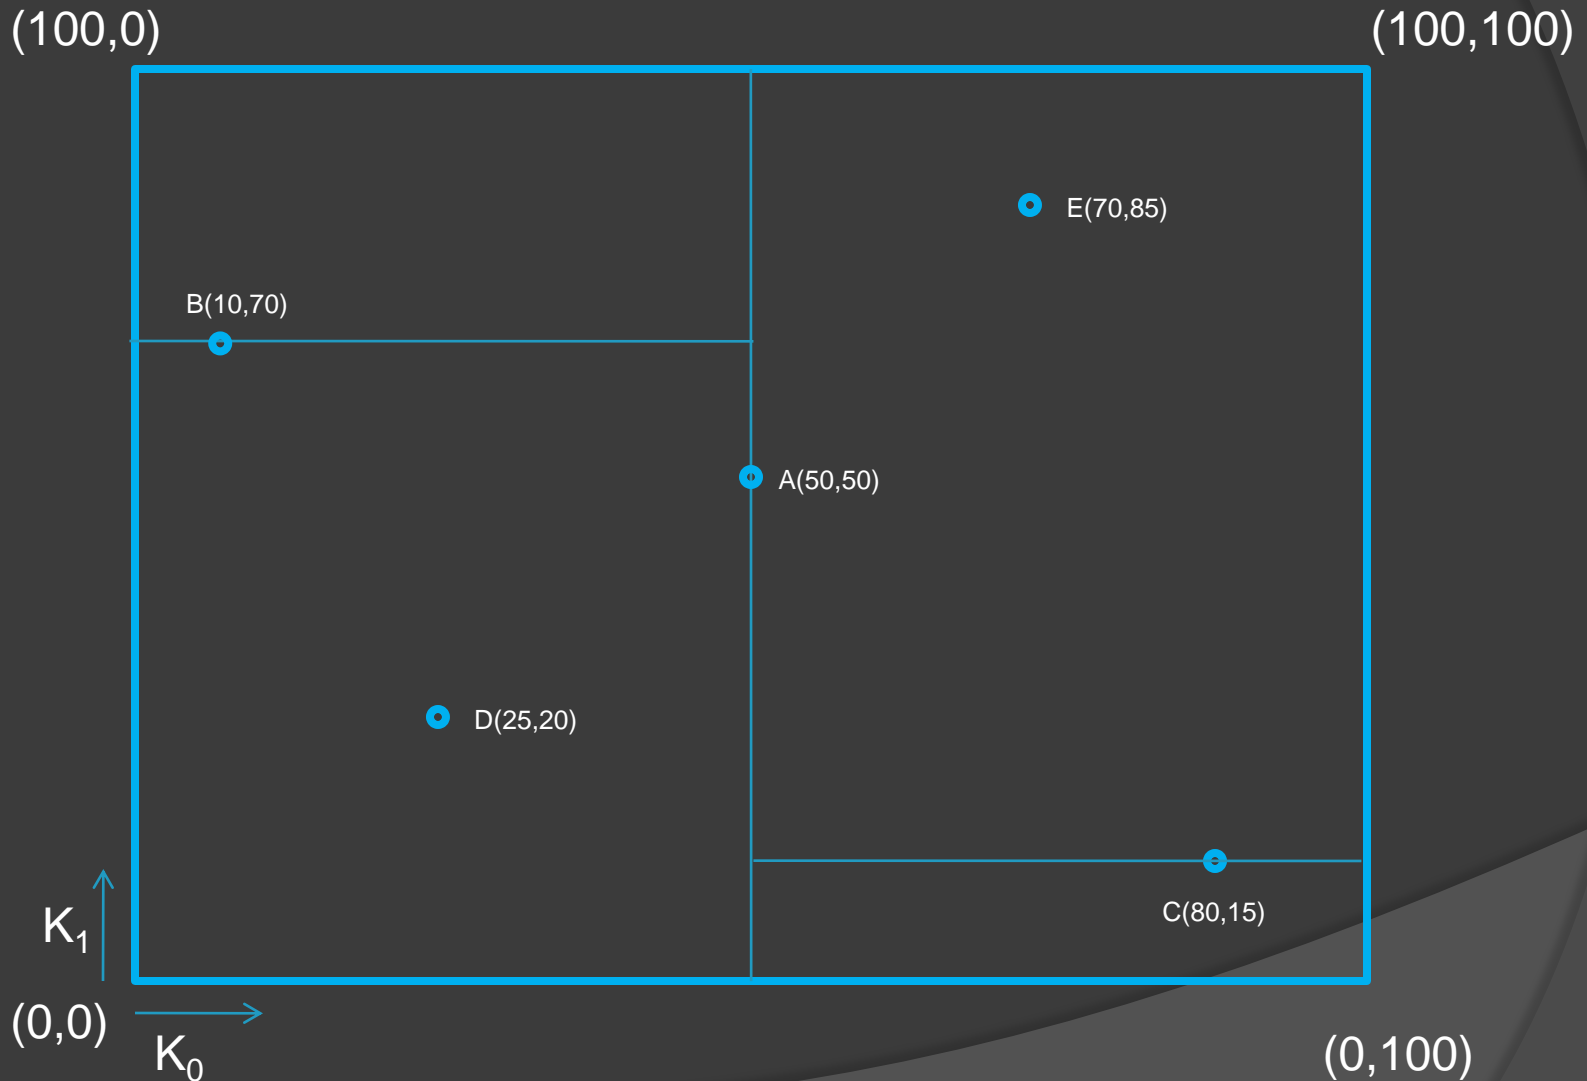 (100,0)
(100,100)
E(70,85)
B(10,70)
A(50,50)
D(25,20)
C(80,15)
K₁
(0,0)
K₀
(0,100)